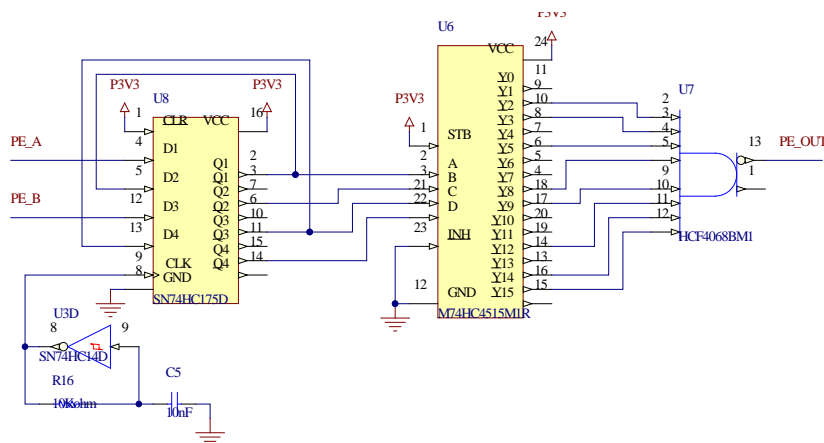 P3V3
U6
24
VCC
11
Y0
9
Y1
10
Y2
8
Y3
7
Y4
6
Y5
5
Y6
4
Y7
18
Y8
17
Y9
20
Y10
19
Y11
14
Y12
13
Y13
16
Y14
15
Y15
P3V3
1
STB
2
A
3
B
21
C
22
D
23
INH
12
GND
M74HC4515M1R
U7
2
3
4
5
9
10
11
12
13
1
PE_OUT
HCF4068BM1
P3V3
P3V3
U8
1
CLR
VCC
16
PE_A
4
D1
5
D2
PE_B
12
D3
13
D4
9
CLK
8
GND
2
Q1
3
Q1
7
Q2
6
Q2
10
Q3
11
Q3
15
Q4
14
Q4
SN74HC175D
U3D
8
9
SN74HC14D
R16
10Kohm
C5
10nF